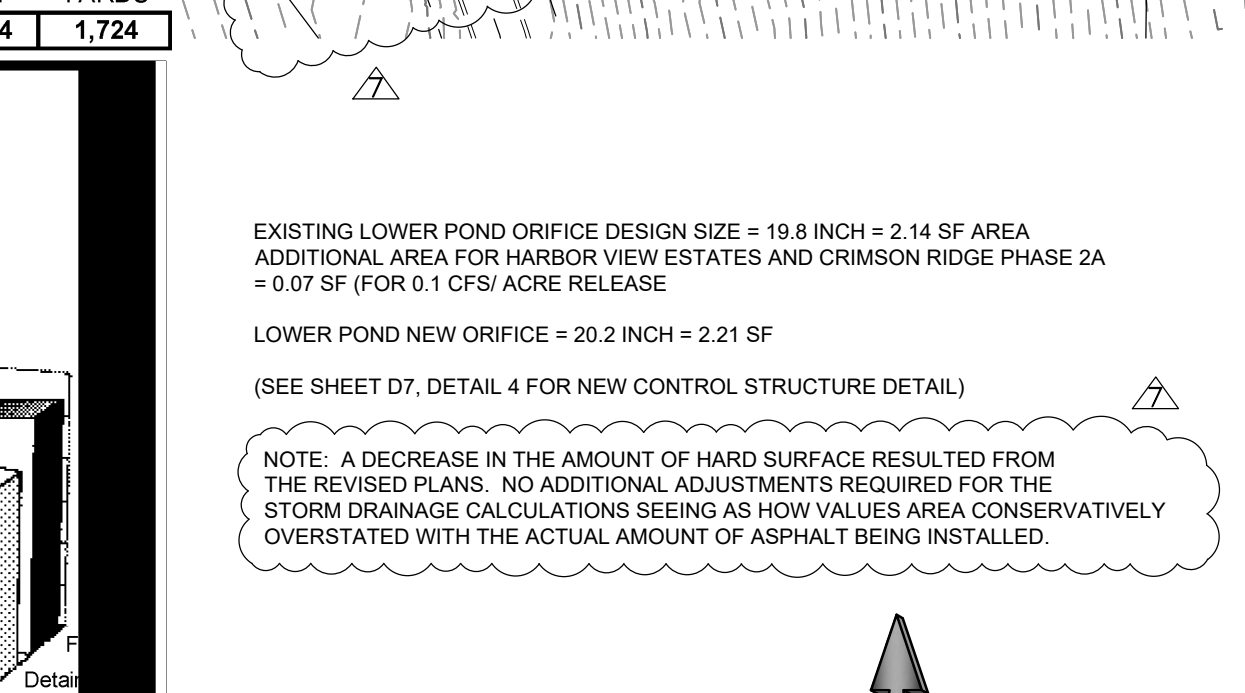 4 1,724
7
EXISTING LOWER POND ORIFICE DESIGN SIZE = 19.8 INCH = 2.14 SF AREA
ADDITIONAL AREA FOR HARBOR VIEW ESTATES AND CRIMSON RIDGE PHASE 2A
= 0.07 SF (FOR 0.1 CFS/ ACRE RELEASE
LOWER POND NEW ORIFICE = 20.2 INCH = 2.21 SF
(SEE SHEET D7, DETAIL 4 FOR NEW CONTROL STRUCTURE DETAIL)
7
NOTE: A DECREASE IN THE AMOUNT OF HARD SURFACE RESULTED FROM
THE REVISED PLANS. NO ADDITIONAL ADJUSTMENTS REQUIRED FOR THE
STORM DRAINAGE CALCULATIONS SEEING AS HOW VALUES AREA CONSERVATIVELY
OVERSTATED WITH THE ACTUAL AMOUNT OF ASPHALT BEING INSTALLED.
F
Detain